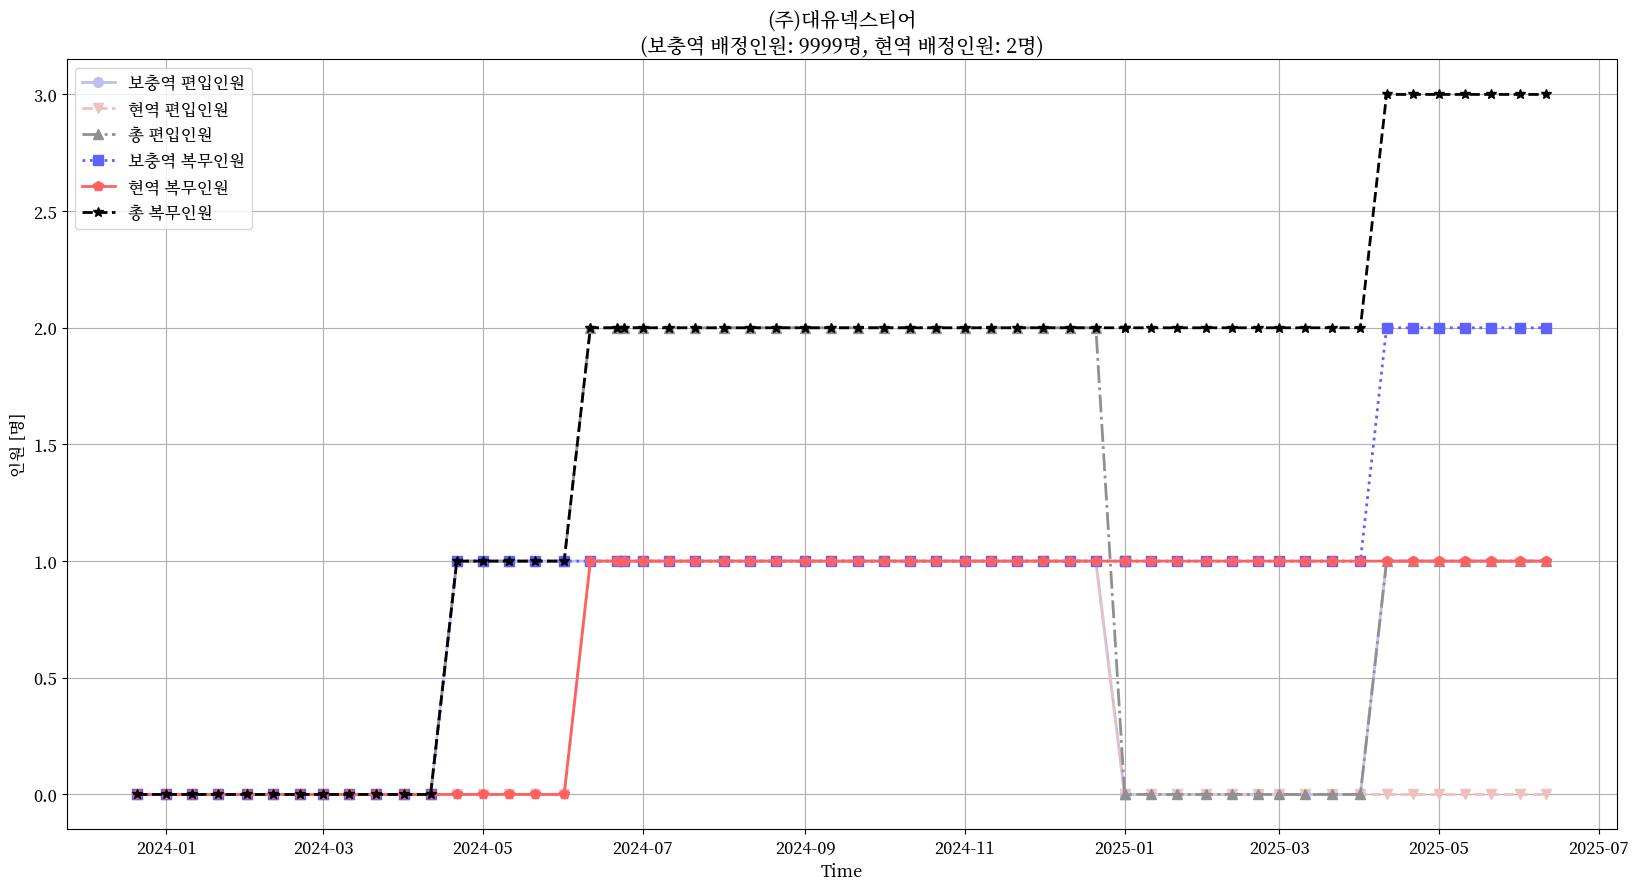 (주)대유넥스티어
(보충역 배정인원: 9999명, 현역 배정인원: 2명)
보충역 편입인원
현역 편입인원
총 편입인원
보충역 복무인원
현역 복무인원
총 복무인원
3.0
2.5
2.0
1.5
1.0
0.5
0.0
인원 [명]
2024-01
2024-03
2024-05
2024-07
2024-09
2024-11
2025-01
2025-03
2025-05
2025-07
Time